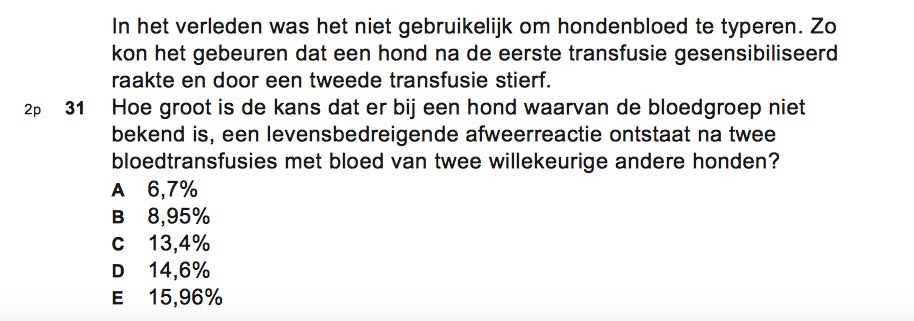 In het verleden was het niet gebruikelijk om hondenbloed te typeren. Zo
kon het gebeuren dat een hond na de eerste transfusie gesensibiliseerd
raakte en door een tweede transfusie stierf.
2p 31 Hoe groot is de kans dat er bij een hond waarvan de bloedgroep niet
bekend is, een levensbedreigende afweerreactie ontstaat na twee
bloedtransfusies met bloed van twee willekeurige andere honden?
A 6,7%
B 8,95%
C 13,4%
D 14,6%
E 15,96%